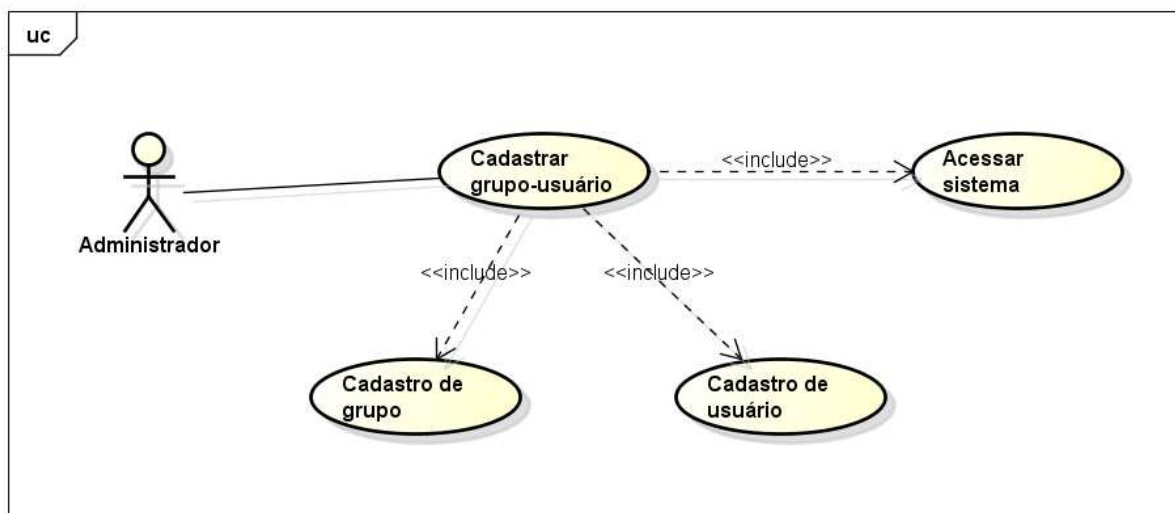 uc
Cadastrar
grupo-usuário
<<include>>
Acessar
sistema
Administrador
<<include>>
<<include>>
Cadastro de
grupo
Cadastro de
usuário